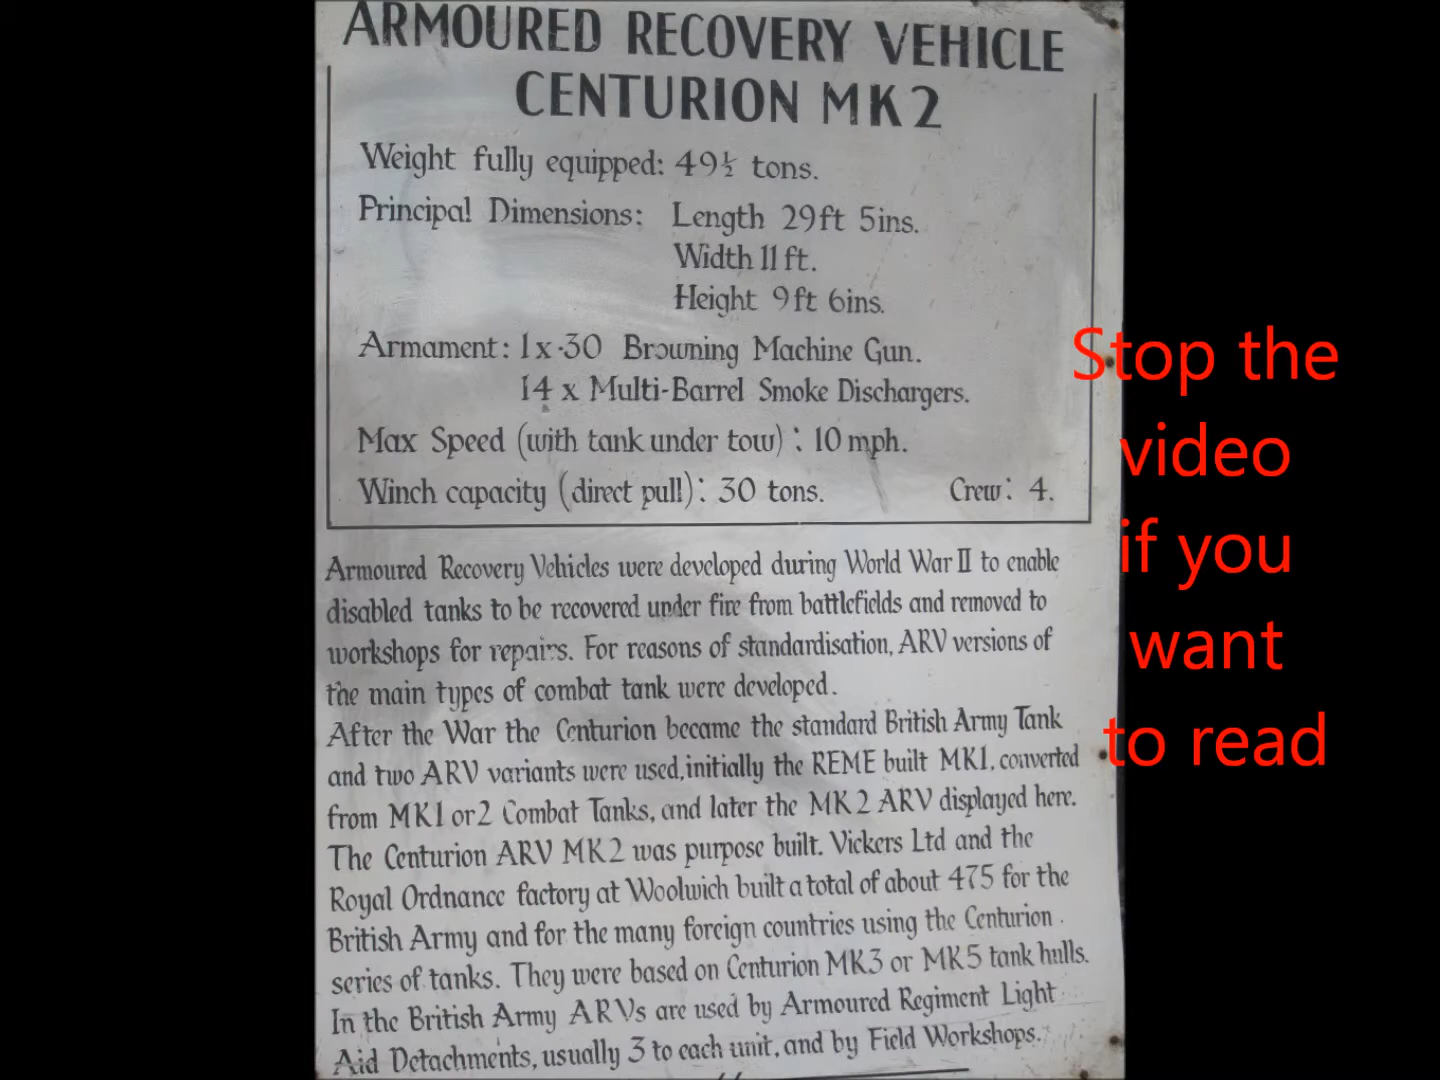 ARMOURED RECOVERY VEHICLE
CENTURION MK2
Weight fully equipped: 49½ tons.
Principal Dimensions: Length 29ft 5ins.
Width 11ft.
Height 9ft 6ins.
Armament: 1x·30 Browning Machine Gun.
14 x Multi-Barrel Smoke Dischargers.
Max Speed (with tank under tow): 10 mph.
Winch capacity (direct pull): 30 tons. Crew: 4.
Armoured Recovery Vehicles were developed during World War II to enable
disabled tanks to be recovered under fire from battlefields and removed to
workshops for repairs. For reasons of standardisation, ARV versions of
the main types of combat tank were developed.
After the War the Centurion became the standard British Army Tank
and two ARV variants were used, initially the REME built MK1, converted
from MK1 or 2 Combat Tanks, and later the MK2 ARV displayed here.
The Centurion ARV MK2 was purpose built. Vickers Ltd and the
Royal Ordnance factory at Woolwich built a total of about 475 for the
British Army and for the many foreign countries using the Centurion
series of tanks. They were based on Centurion MK3 or MK5 tank hulls.
In the British Army ARVs are used by Armoured Regiment Light
Aid Detachments, usually 3 to each unit, and by Field Workshops.
Stop the
video
if you
want
to read